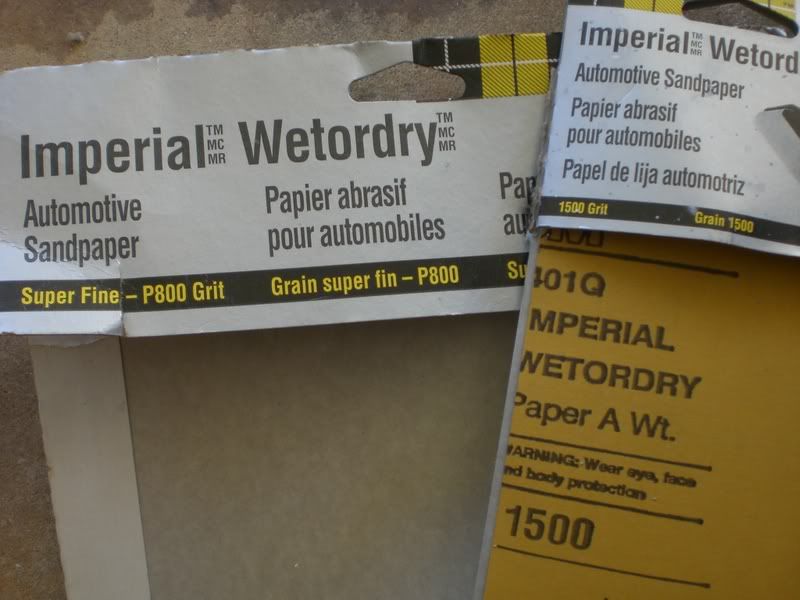 Imperial™ MC MR Wetordry™ MC MR
Automotive
Sandpaper
Papier abrasif
pour automobiles
Super Fine – P800 Grit
Grain super fin – P800
Imperial™ MC MR
Automotive Sandpaper
Papier abrasif
pour automobiles
Papel de lija automotriz
1500 Grit
Grain 1500
401Q
IMPERIAL
WETORDRY
Paper A Wt.
WARNING: Wear eye, face
and body protection
1500